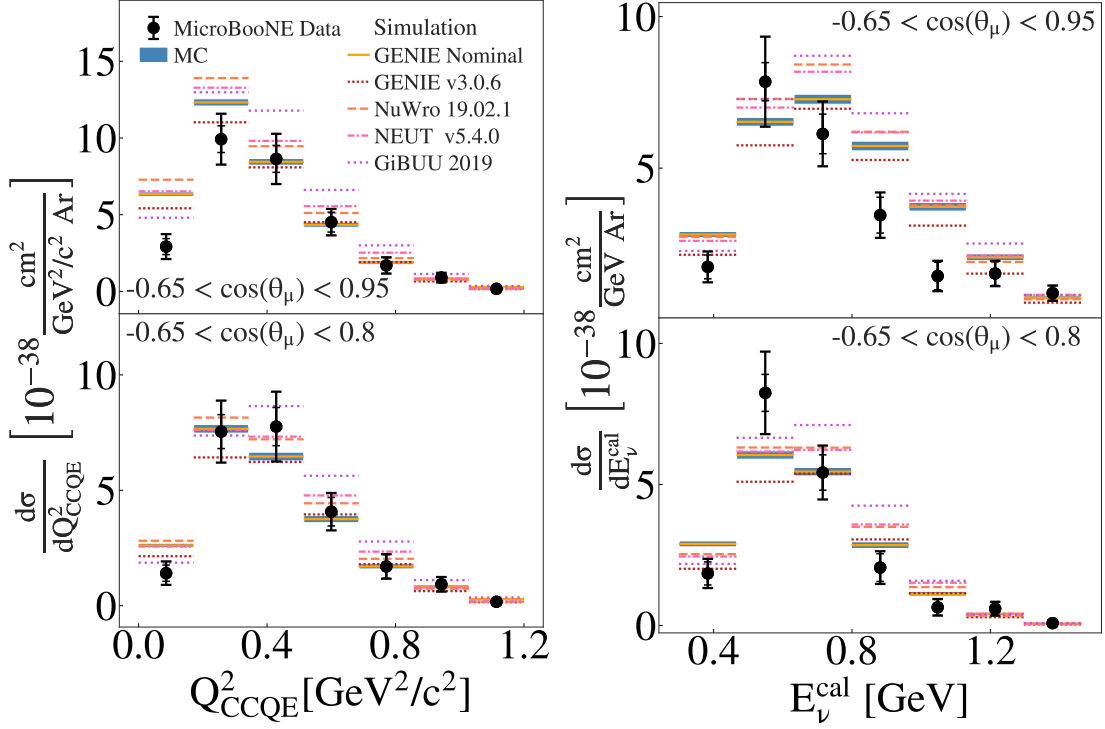 MicroBooNE Data
MC
Simulation
GENIE Nominal
GENIE v3.0.6
NuWro 19.02.1
NEUT v5.4.0
GiBUU 2019
15
10
5
0
-0.65 < cos(θμ) < 0.95
10
5
-0.65 < cos(θμ) < 0.95
-0.65 < cos(θμ) < 0.8
10
5
0
-0.65 < cos(θμ) < 0.8
10
5
0
dσ/dQ²CCQE [10⁻³⁸ cm²/GeV²/c² Ar]
dσ/dEνcal [10⁻³⁸ cm²/GeV Ar]
0.0 0.4 0.8 1.2
Q²CCQE[GeV²/c²]
0.4 0.8 1.2
Eνcal [GeV]